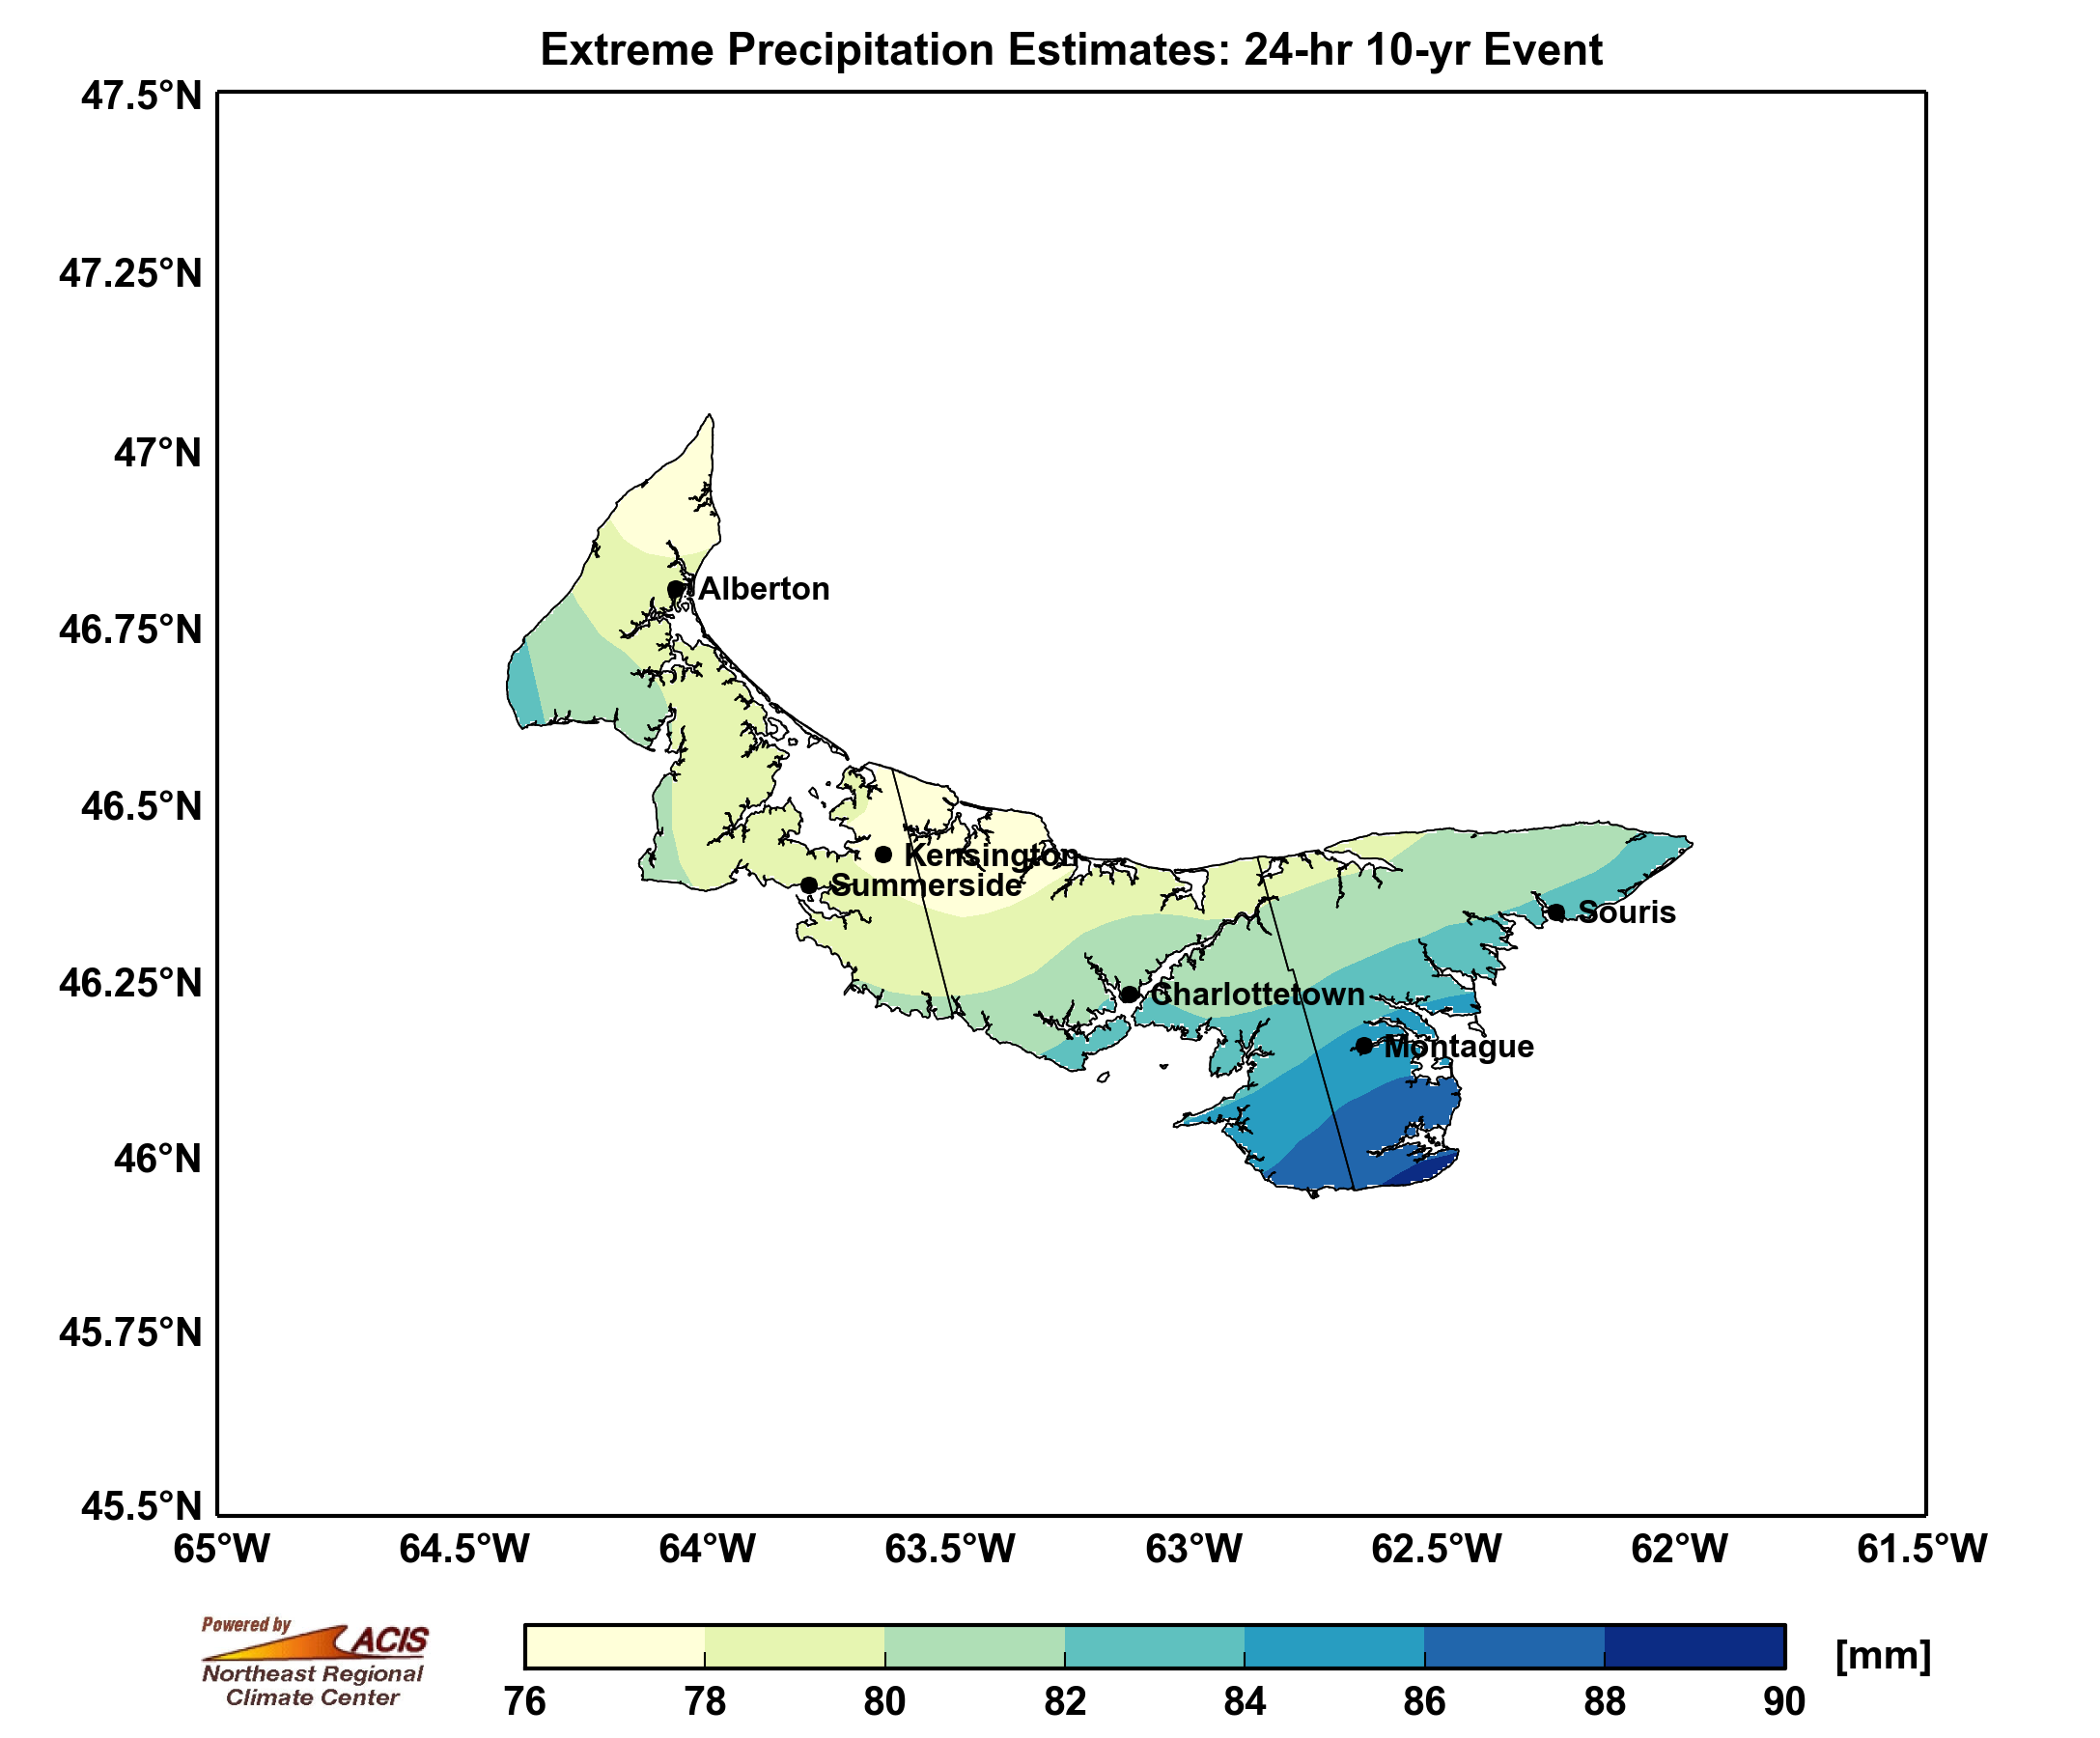 Extreme Precipitation Estimates: 24-hr 10-yr Event
47.5°N
47.25°N
47°N
46.75°N
46.5°N
46.25°N
46°N
45.75°N
45.5°N
Alberton
Kensington
Summerside
Souris
Charlottetown
Montague
65°W 64.5°W 64°W 63.5°W 63°W 62.5°W 62°W 61.5°W
Powered by
ACIS
Northeast Regional
Climate Center
76 78 80 82 84 86 88 90
[mm]